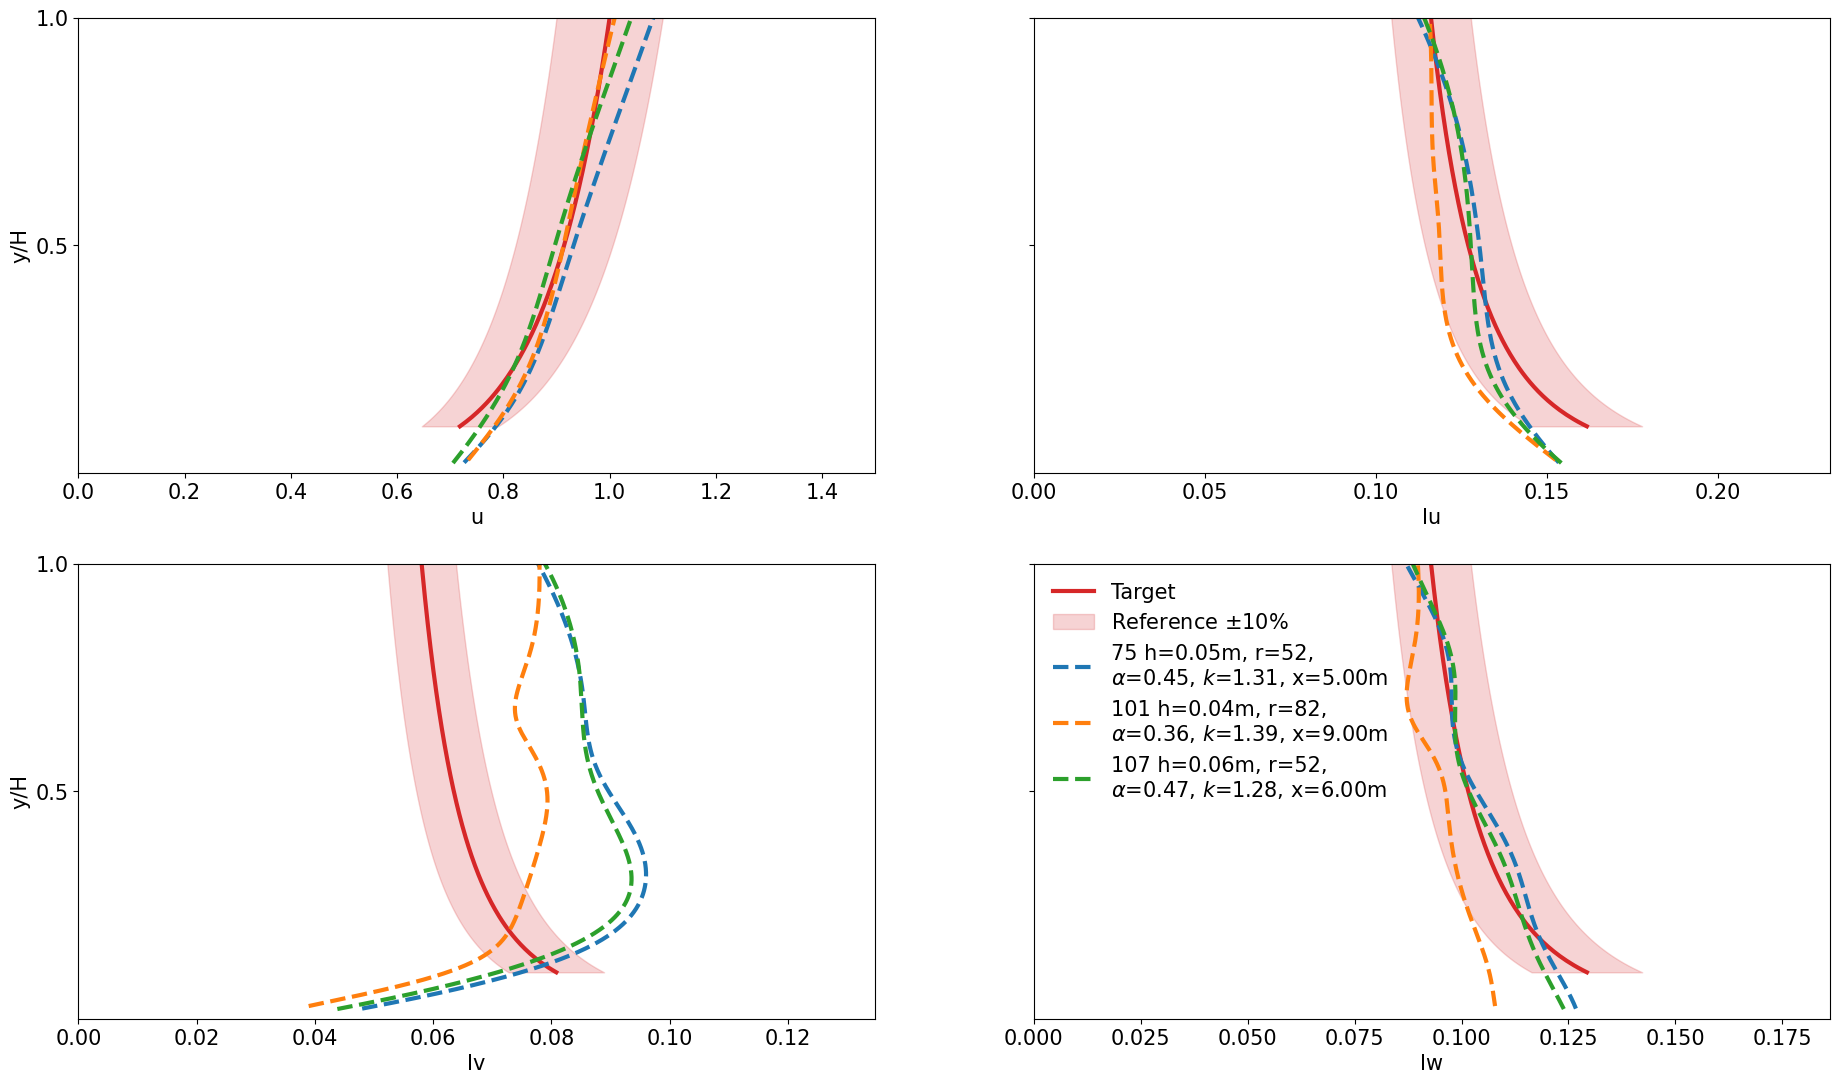 1.0
0.5
y/H
0.0 0.2 0.4 0.6 0.8 1.0 1.2 1.4
u
0.00 0.05 0.10 0.15 0.20
Iu
1.0
0.5
y/H
0.00 0.02 0.04 0.06 0.08 0.10 0.12
Iv
Target
Reference ±10%
75 h=0.05m, r=52,
α=0.45, k=1.31, x=5.00m
101 h=0.04m, r=82,
α=0.36, k=1.39, x=9.00m
107 h=0.06m, r=52,
α=0.47, k=1.28, x=6.00m
0.000 0.025 0.050 0.075 0.100 0.125 0.150 0.175
Iw